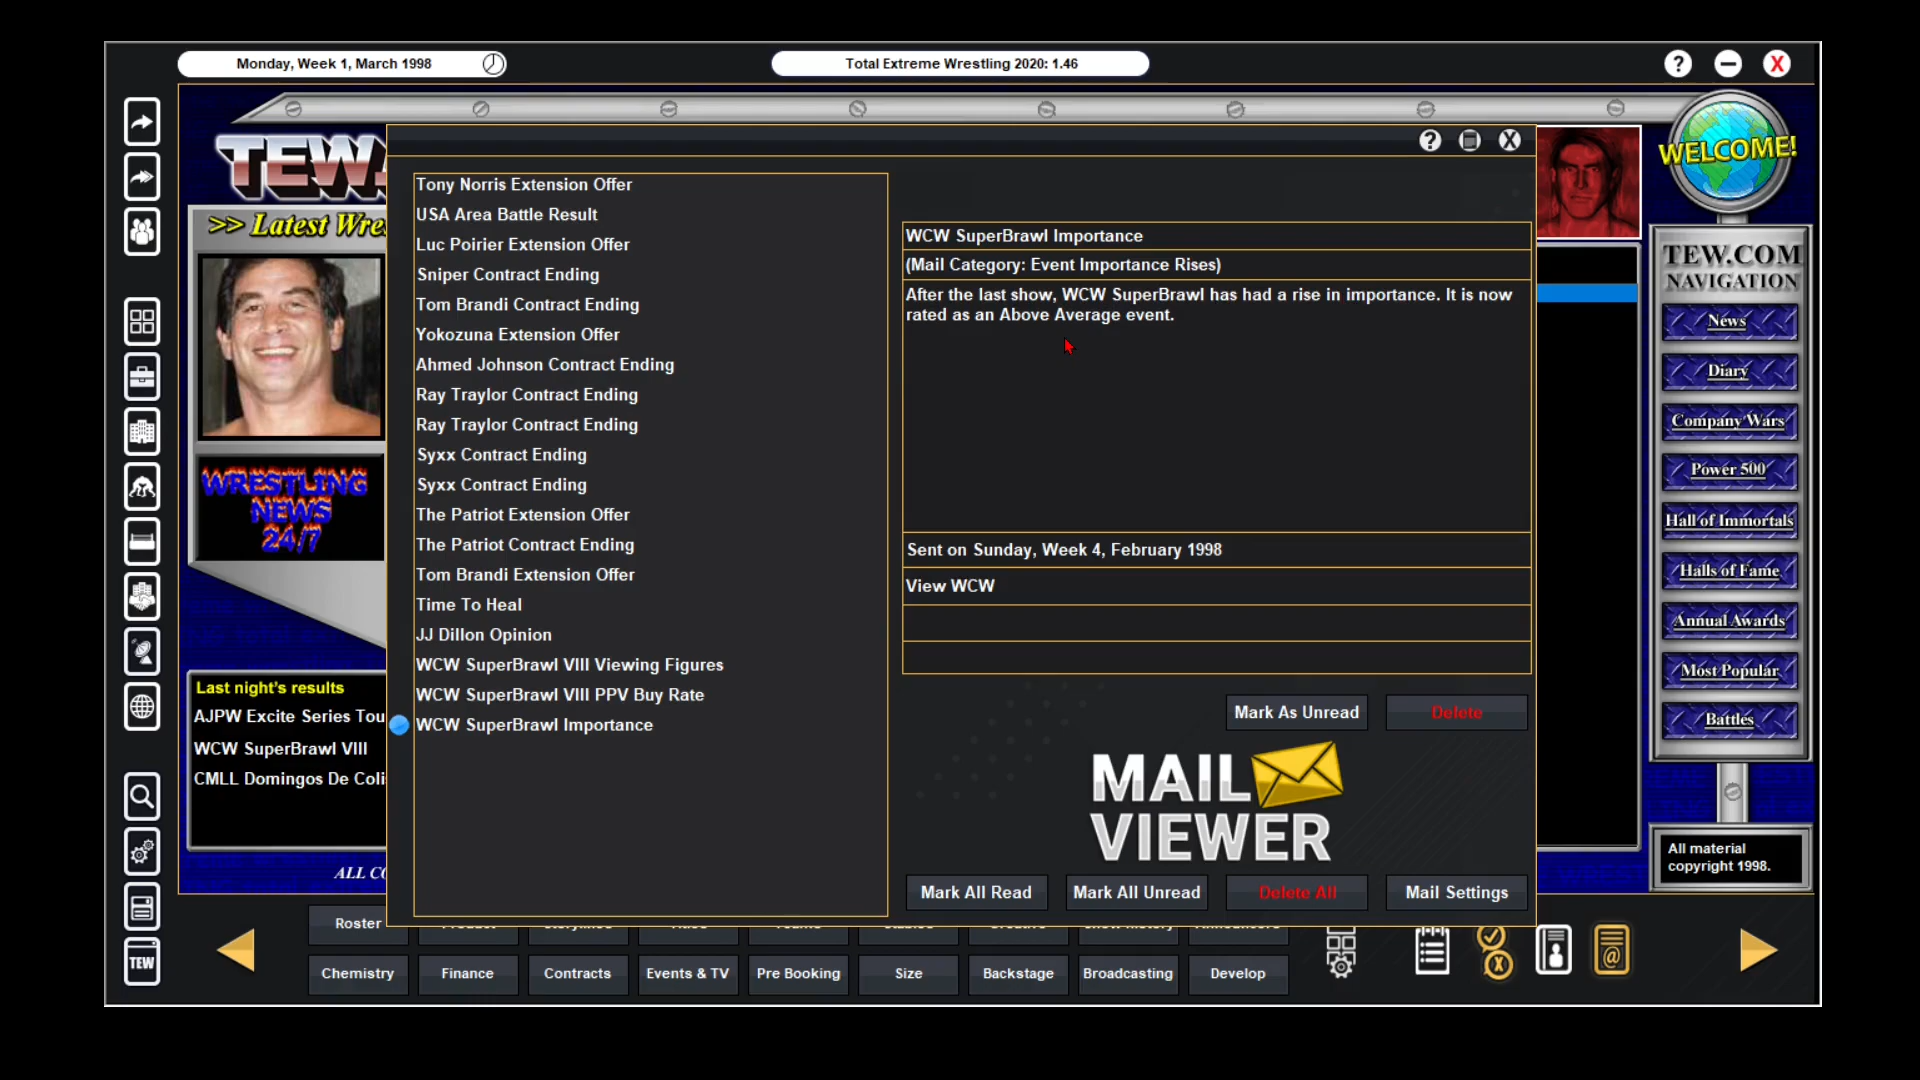 Monday, Week 1, March 1998
Total Extreme Wrestling 2020: 1.46
?
X
TEW.
>> Latest Wre
WRESTLING
NEWS
24/7
Last night's results
AJPW Excite Series Tou
WCW SuperBrawl VIII
CMLL Domingos De Coli
ALL CO
?
X
Tony Norris Extension Offer
USA Area Battle Result
Luc Poirier Extension Offer
Sniper Contract Ending
Tom Brandi Contract Ending
Yokozuna Extension Offer
Ahmed Johnson Contract Ending
Ray Traylor Contract Ending
Ray Traylor Contract Ending
Syxx Contract Ending
Syxx Contract Ending
The Patriot Extension Offer
The Patriot Contract Ending
Tom Brandi Extension Offer
Time To Heal
JJ Dillon Opinion
WCW SuperBrawl VIII Viewing Figures
WCW SuperBrawl VIII PPV Buy Rate
WCW SuperBrawl Importance
WCW SuperBrawl Importance
(Mail Category: Event Importance Rises)
After the last show, WCW SuperBrawl has had a rise in importance. It is now
rated as an Above Average event.
Sent on Sunday, Week 4, February 1998
View WCW
Mark As Unread
Delete
MAIL
VIEWER
Mark All Read
Mark All Unread
Delete All
Mail Settings
WELCOME!
TEW.COM
NAVIGATION
News
Diary
Company Wars
Power 500
Hall of Immortals
Halls of Fame
Annual Awards
Most Popular
Battles
All material
copyright 1998.
TEW
Roster
Chemistry
Finance
Contracts
Events & TV
Pre Booking
Size
Backstage
Broadcasting
Develop